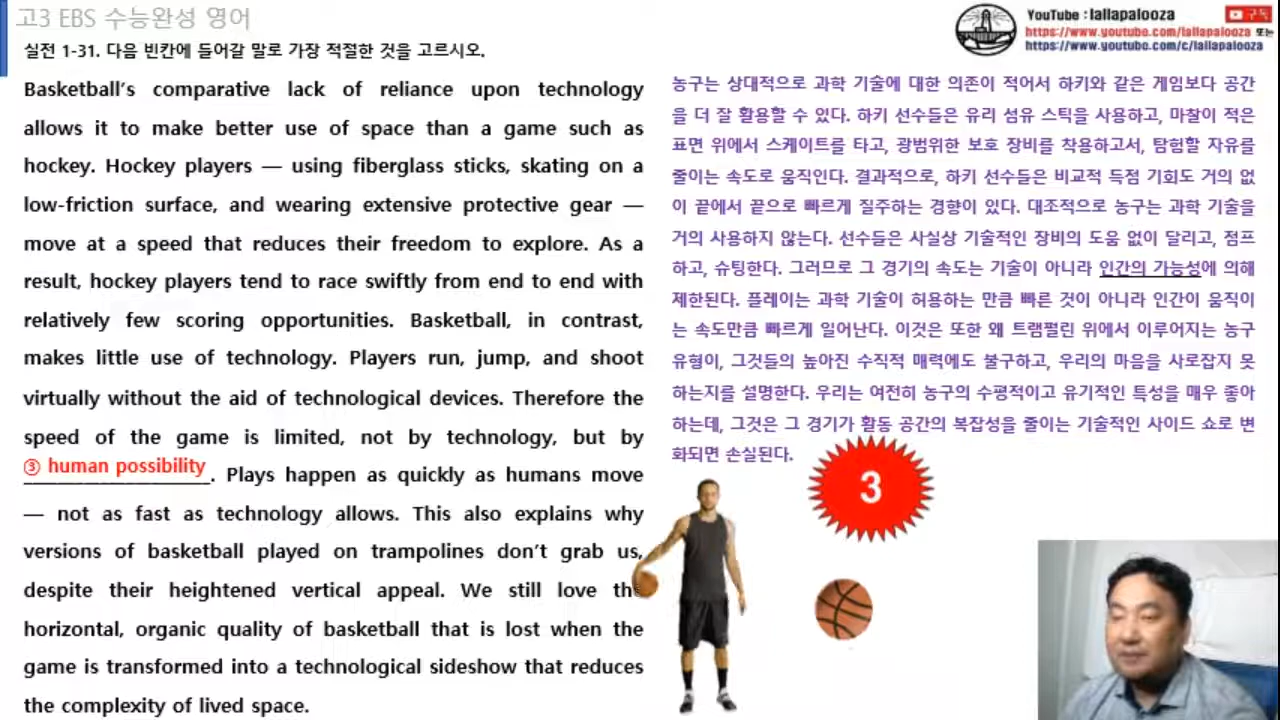 고3 EBS 수능완성 영어
YouTube : lallapalooza
구독
https://www.youtube.com/lallapalooza 또는
https://www.youtube.com/c/lallapalooza
실전 1-31. 다음 빈칸에 들어갈 말로 가장 적절한 것을 고르시오.
Basketball's comparative lack of reliance upon technology
allows it to make better use of space than a game such as
hockey. Hockey players — using fiberglass sticks, skating on a
low-friction surface, and wearing extensive protective gear —
move at a speed that reduces their freedom to explore. As a
result, hockey players tend to race swiftly from end to end with
relatively few scoring opportunities. Basketball, in contrast,
makes little use of technology. Players run, jump, and shoot
virtually without the aid of technological devices. Therefore the
speed of the game is limited, not by technology, but by
③ human possibility. Plays happen as quickly as humans move
— not as fast as technology allows. This also explains why
versions of basketball played on trampolines don't grab us,
despite their heightened vertical appeal. We still love the
horizontal, organic quality of basketball that is lost when the
game is transformed into a technological sideshow that reduces
the complexity of lived space.
농구는 상대적으로 과학 기술에 대한 의존이 적어서 하키와 같은 게임보다 공간
을 더 잘 활용할 수 있다. 하키 선수들은 유리 섬유 스틱을 사용하고, 마찰이 적은
표면 위에서 스케이트를 타고, 광범위한 보호 장비를 착용하고서, 탐험할 자유를
줄이는 속도로 움직인다. 결과적으로, 하키 선수들은 비교적 득점 기회도 거의 없
이 끝에서 끝으로 빠르게 질주하는 경향이 있다. 대조적으로 농구는 과학 기술을
거의 사용하지 않는다. 선수들은 사실상 기술적인 장비의 도움 없이 달리고, 점프
하고, 슈팅한다. 그러므로 그 경기의 속도는 기술이 아니라 인간의 가능성에 의해
제한된다. 플레이는 과학 기술이 허용하는 만큼 빠른 것이 아니라 인간이 움직이
는 속도만큼 빠르게 일어난다. 이것은 또한 왜 트램펄린 위에서 이루어지는 농구
유형이, 그것들의 높아진 수직적 매력에도 불구하고, 우리의 마음을 사로잡지 못
하는지를 설명한다. 우리는 여전히 농구의 수평적이고 유기적인 특성을 매우 좋아
하는데, 그것은 그 경기가 활동 공간의 복잡성을 줄이는 기술적인 사이드 쇼로 변
화되면 손실된다.
3